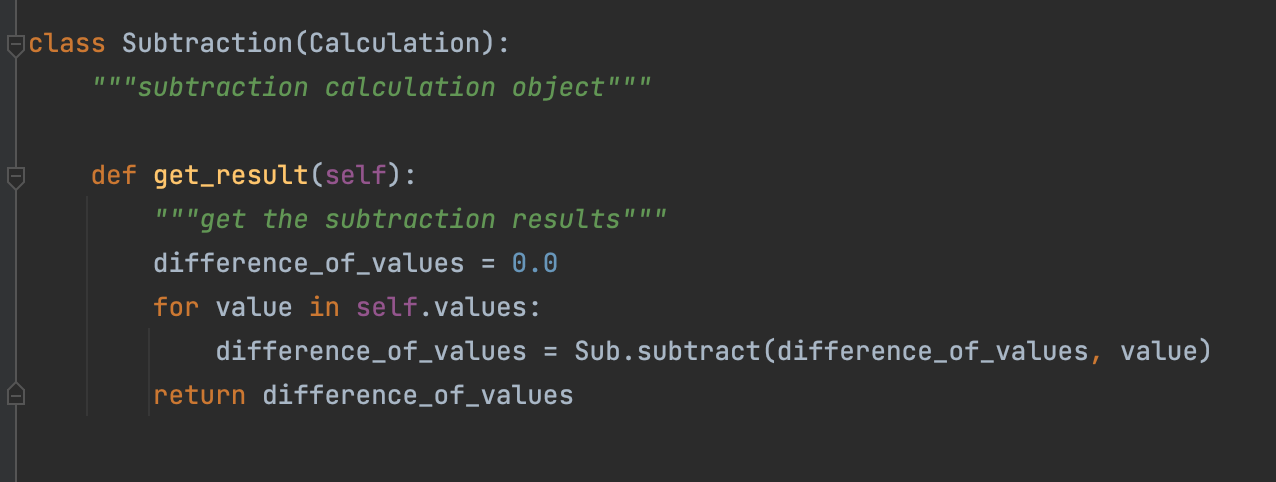 class Subtraction(Calculation):
    """subtraction calculation object"""
    def get_result(self):
        """get the subtraction results"""
        difference_of_values = 0.0
        for value in self.values:
            difference_of_values = Sub.subtract(difference_of_values, value)
        return difference_of_values